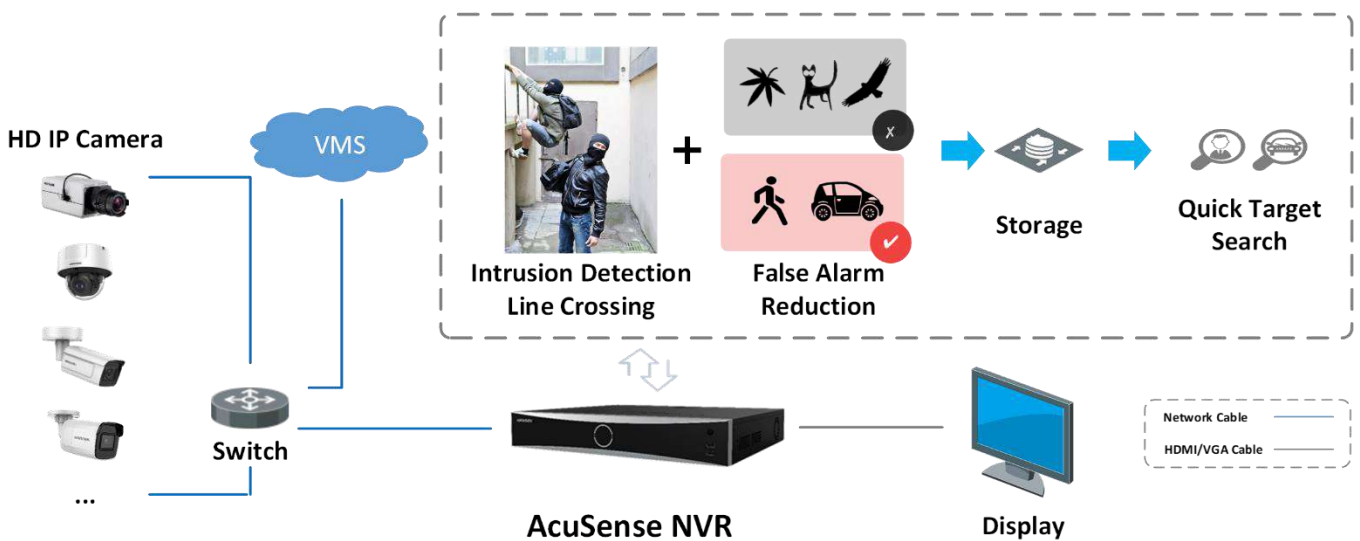 HD IP Camera
VMS
Intrusion Detection
Line Crossing
+
False Alarm
Reduction
Storage
Quick Target
Search
Switch
...
AcuSense NVR
Display
Network Cable
HDMI/VGA Cable